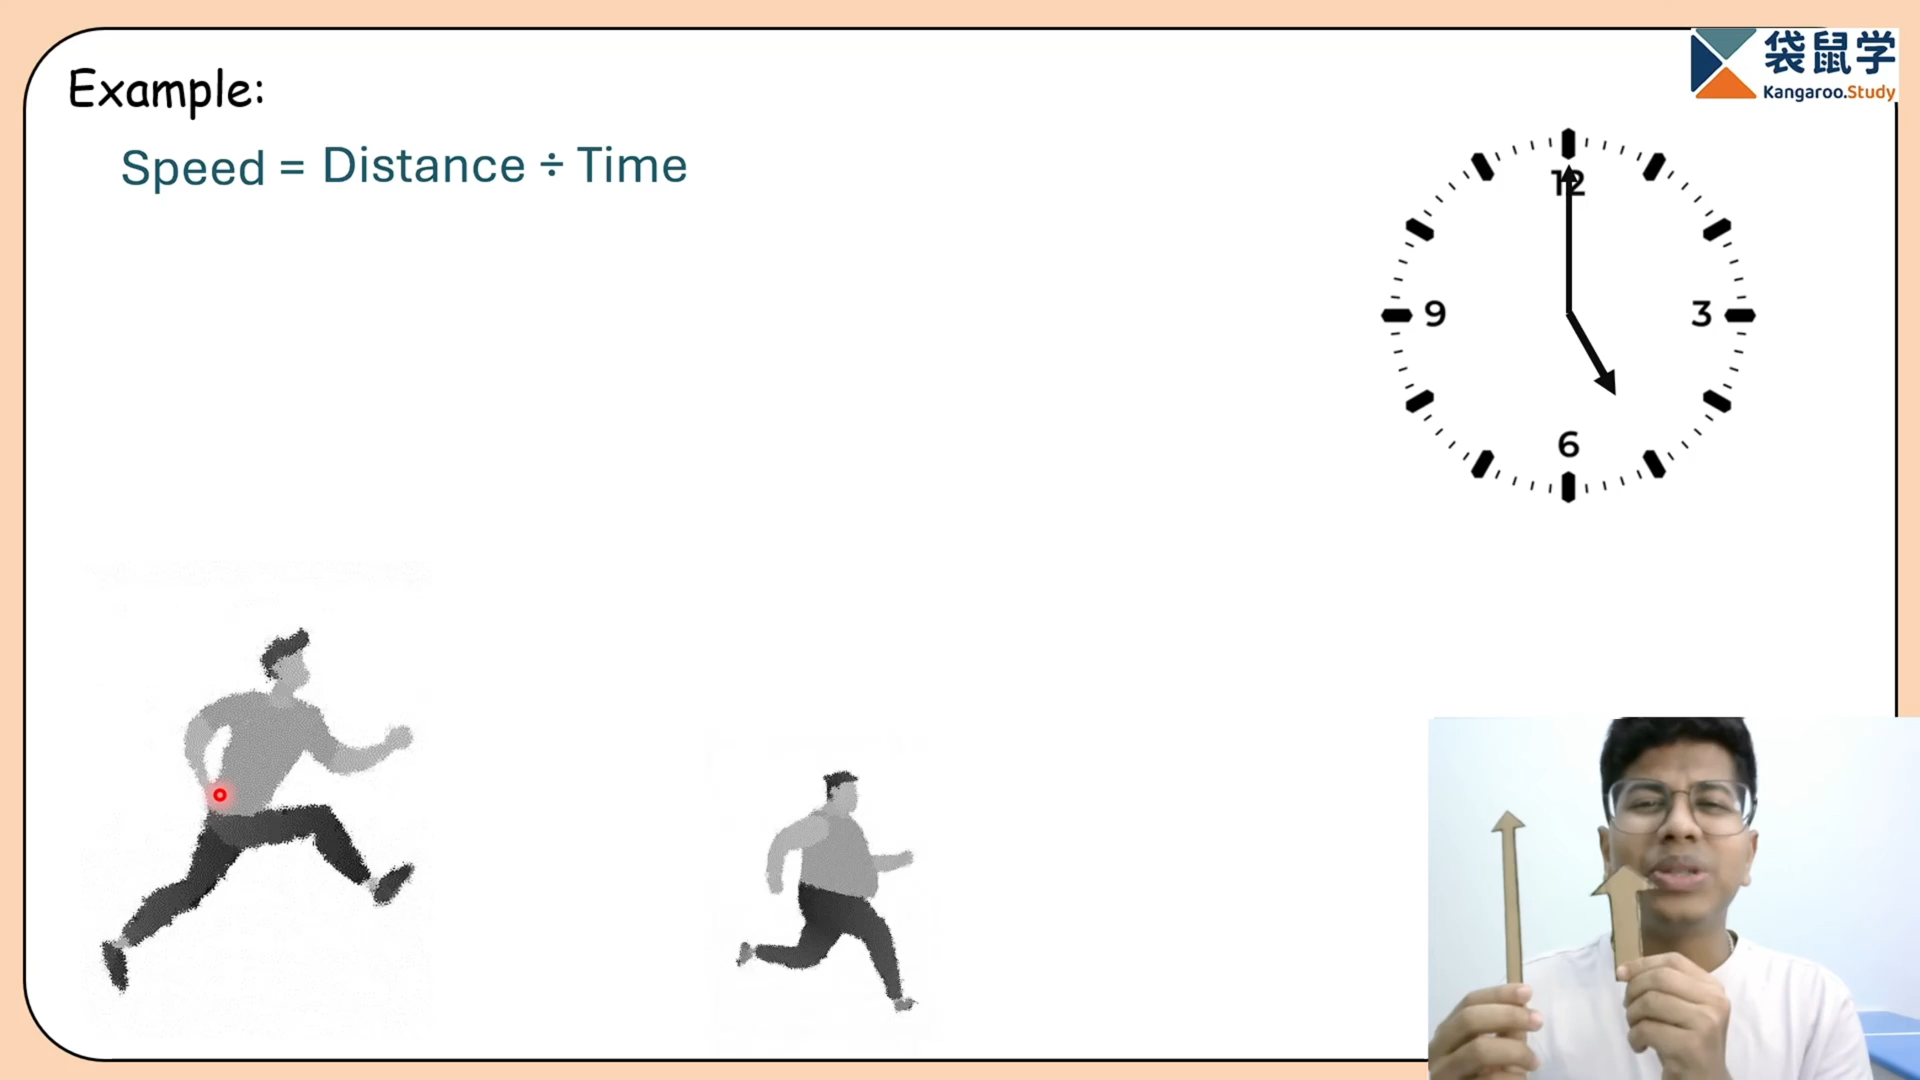 袋鼠学
Kangaroo.Study
Example:
Speed = Distance ÷ Time
12
9
3
6